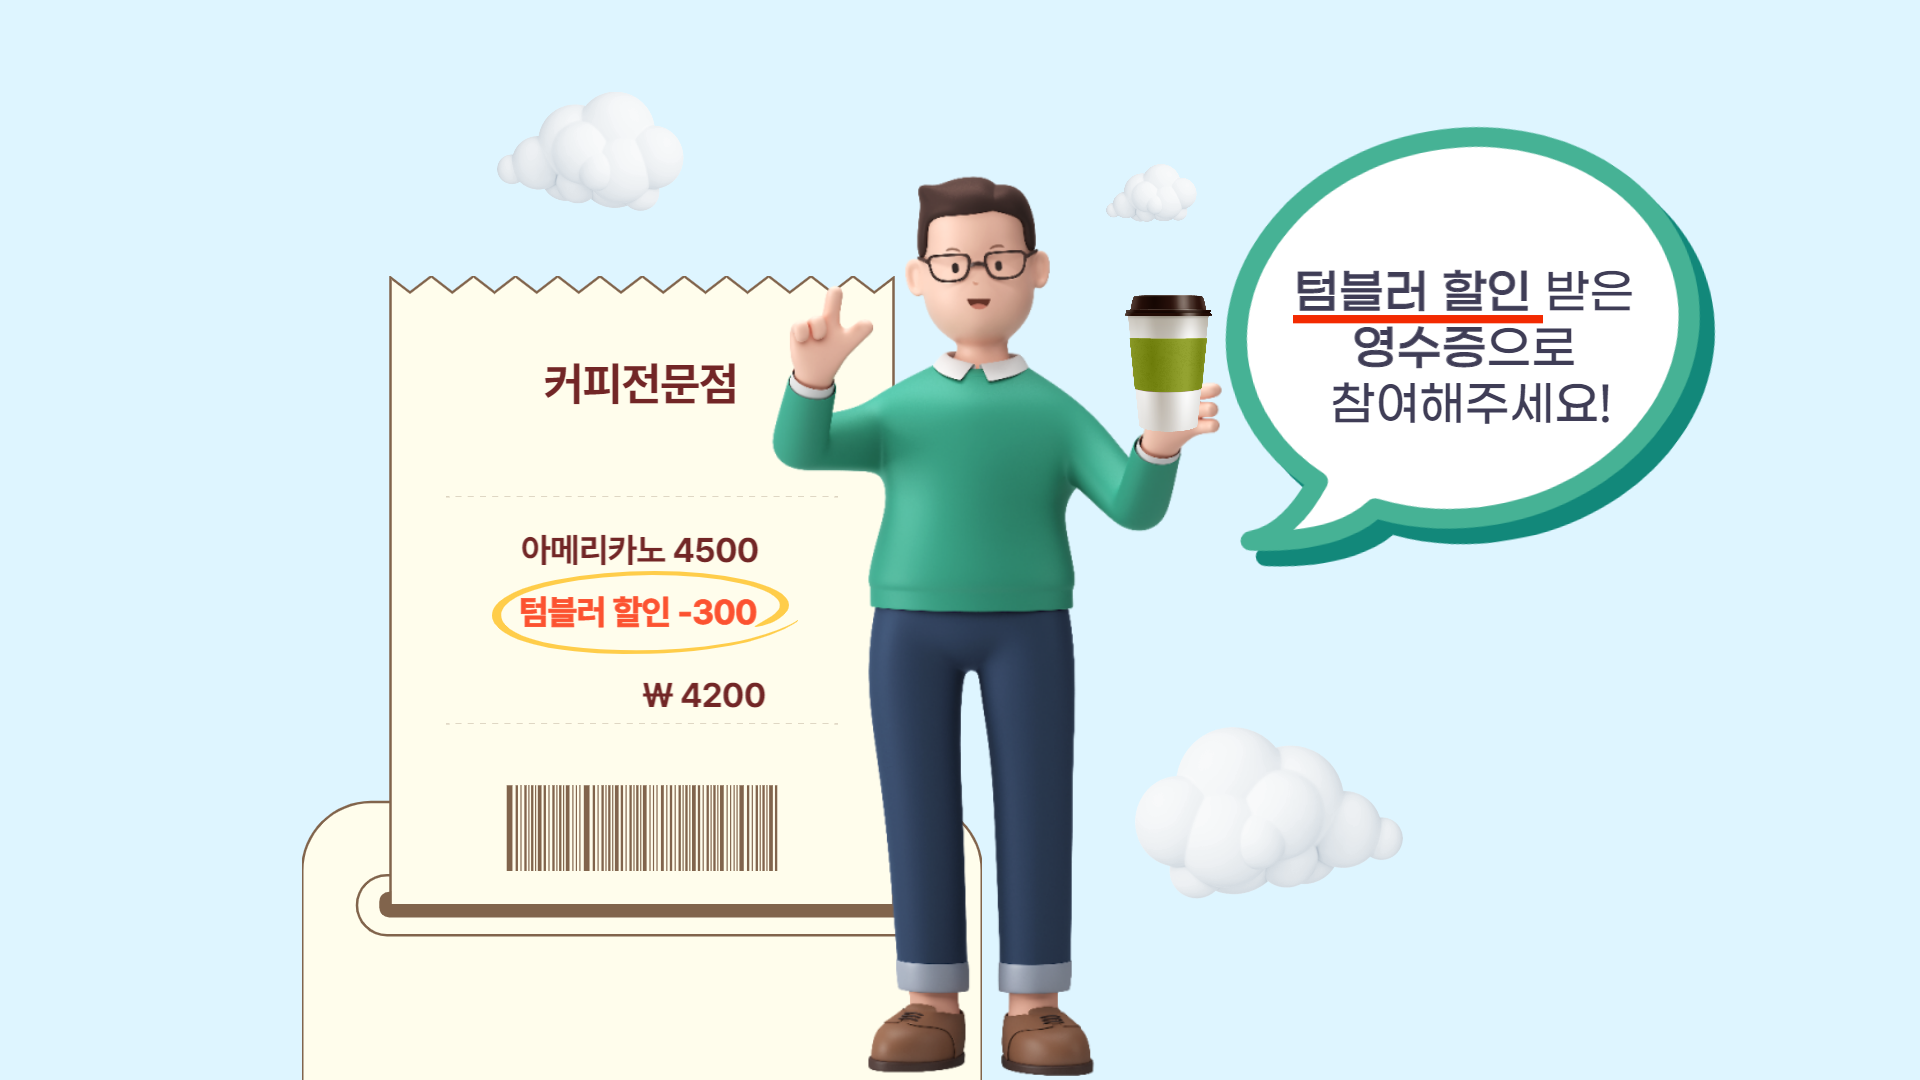 커피전문점
아메리카노 4500
텀블러 할인 -300
₩ 4200
텀블러 할인 받은
영수증으로
참여해주세요!